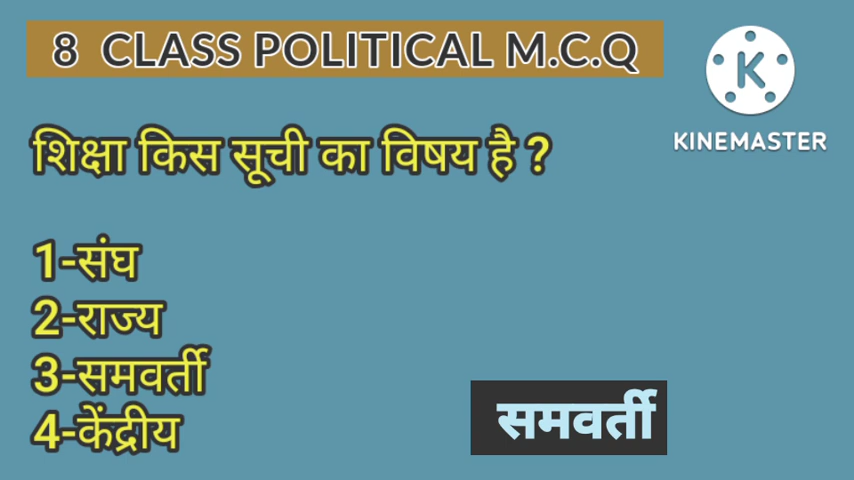 8 CLASS POLITICAL M.C.Q
KINEMASTER
शिक्षा किस सूची का विषय है ?
1-संघ
2-राज्य
3-समवर्ती
4-केंद्रीय
समवर्ती